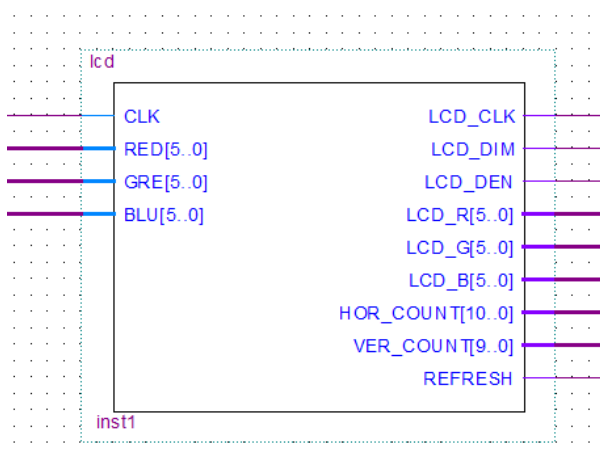 lcd
CLK
LCD_CLK
RED[5..0]
LCD_DIM
GRE[5..0]
LCD_DEN
BLU[5..0]
LCD_R[5..0]
LCD_G[5..0]
LCD_B[5..0]
HOR_COUNT[10..0]
VER_COUNT[9..0]
REFRESH
inst1